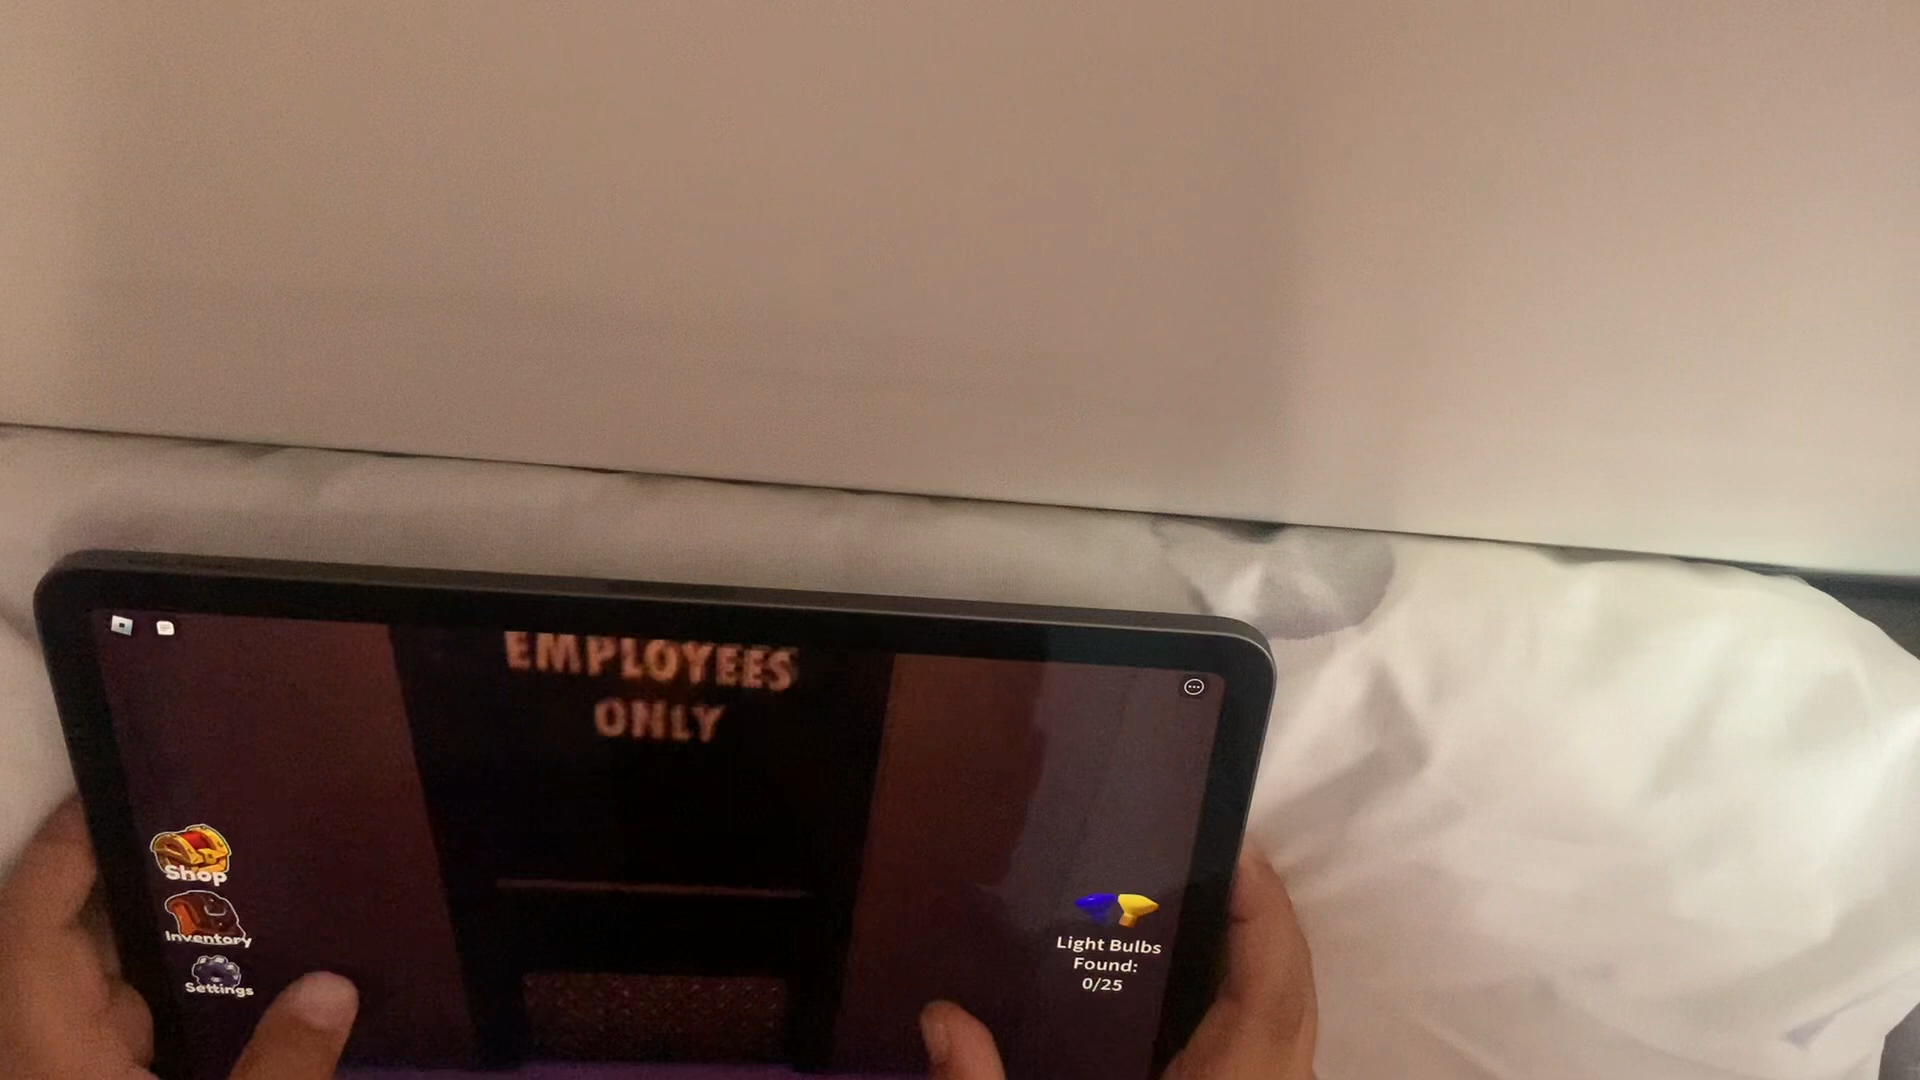 EMPLOYEES
ONLY
Shop
Inventory
Settings
Light Bulbs
Found:
0/25